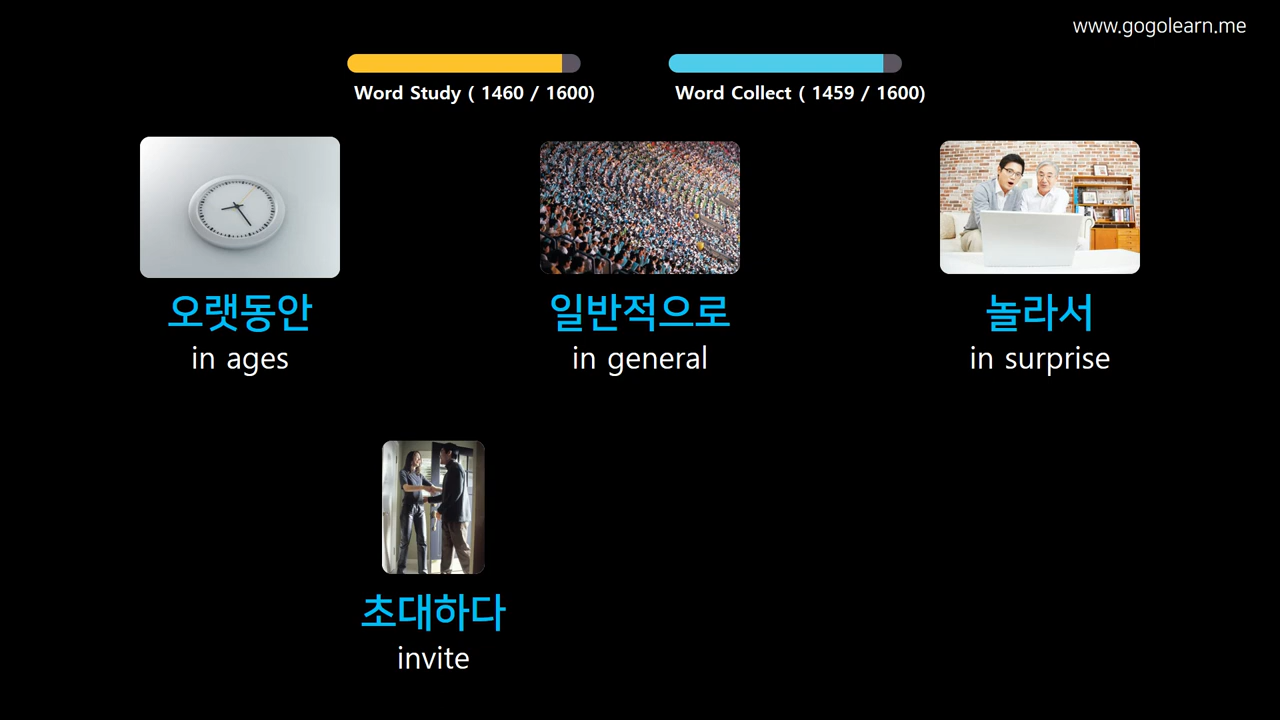 www.gogolearn.me
Word Study ( 1460 / 1600)
Word Collect ( 1459 / 1600)
오랫동안
in ages
일반적으로
in general
놀라서
in surprise
초대하다
invite